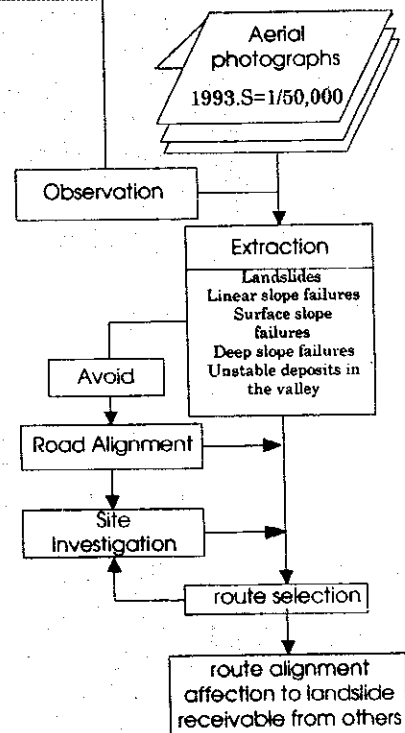 Aerial
photographs
1993.S=1/50,000
Observation
Extraction
Landslides
Linear slope failures
Surface slope
failures
Deep slope failures
Unstable deposits in
the valley
Avoid
Road Alignment
Site
Investigation
route selection
route alignment
affection to landslide
receivable from others